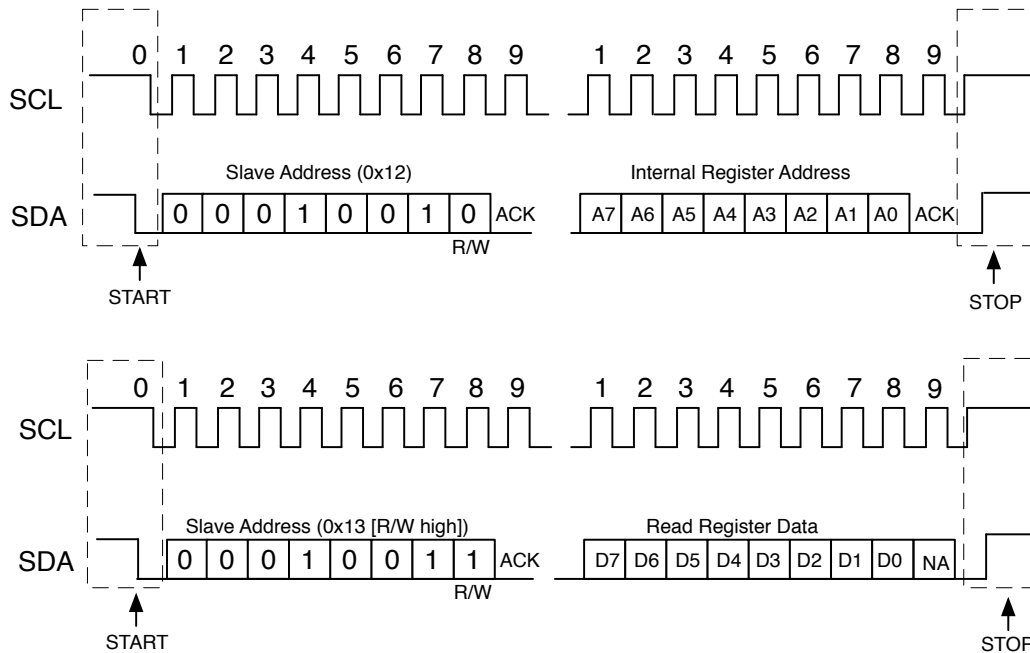 0 1 2 3 4 5 6 7 8 9 1 2 3 4 5 6 7 8 9
SCL
Slave Address (0x12) Internal Register Address
SDA 0 0 0 1 0 0 1 0 ACK A7 A6 A5 A4 A3 A2 A1 A0 ACK
R/W
START STOP
0 1 2 3 4 5 6 7 8 9 1 2 3 4 5 6 7 8 9
SCL
Slave Address (0x13 [R/W high]) Read Register Data
SDA 0 0 0 1 0 0 1 1 ACK D7 D6 D5 D4 D3 D2 D1 D0 NA
R/W
START STOP